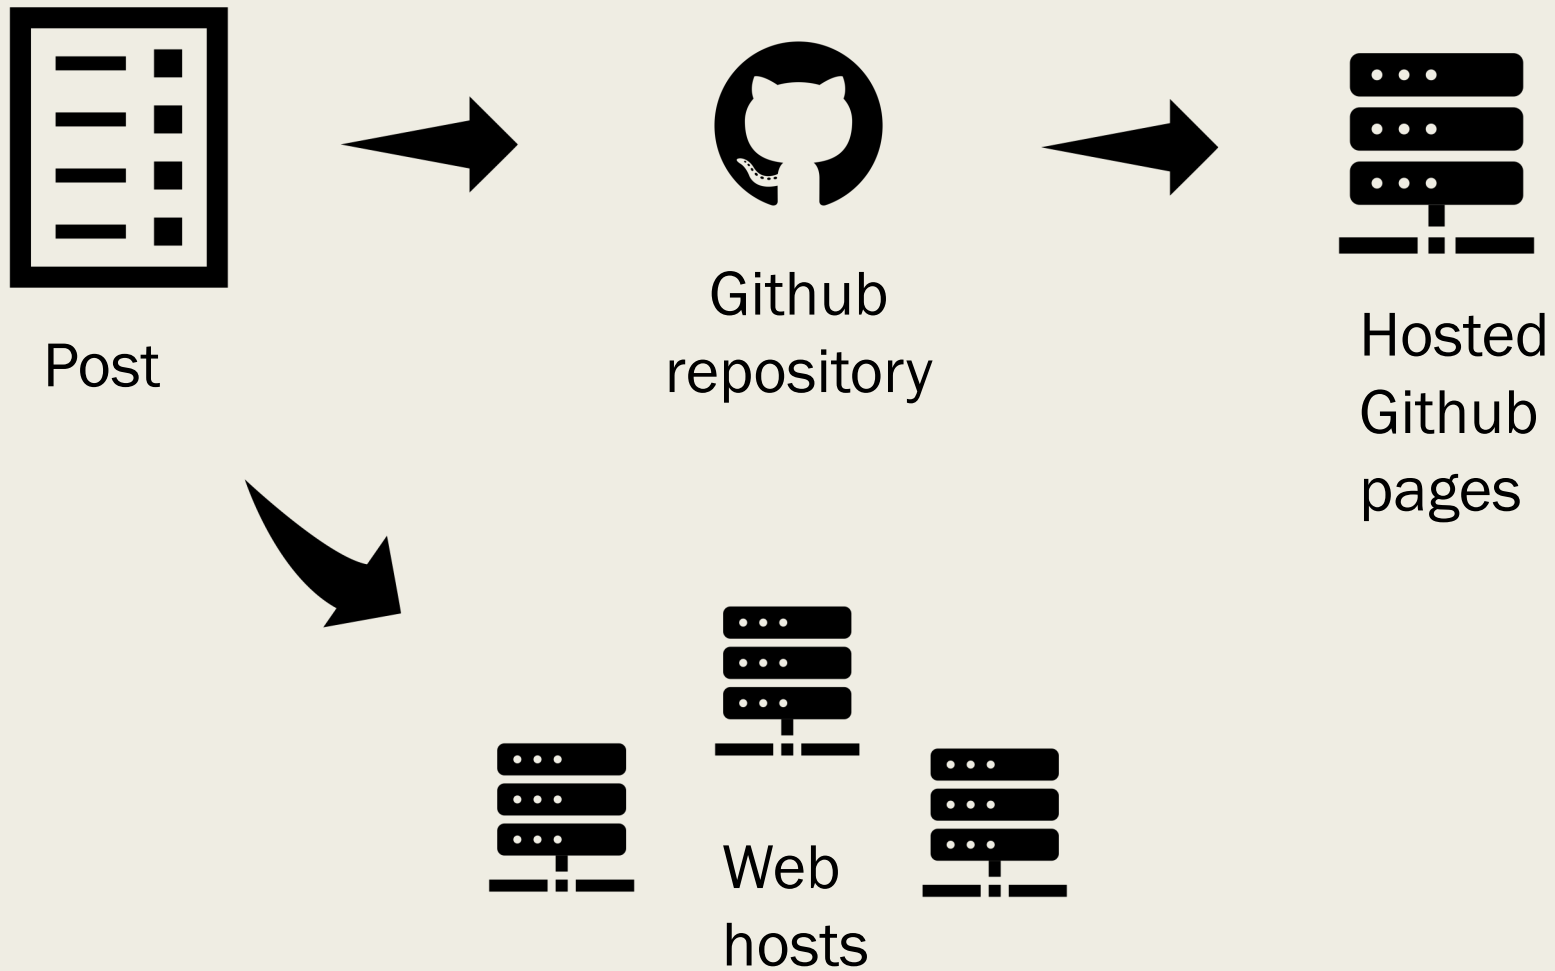 Post
Github
repository
Hosted
Github
pages
Web
hosts